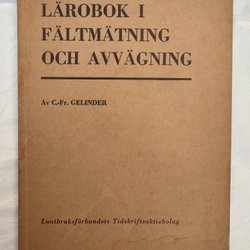 LÄROBOK I
FÄLTMÄTNING
OCH AVVÄGNING
Av C.-Fr. GELINDER
Lantbruksförbundets Tidskriftsaktiebolag